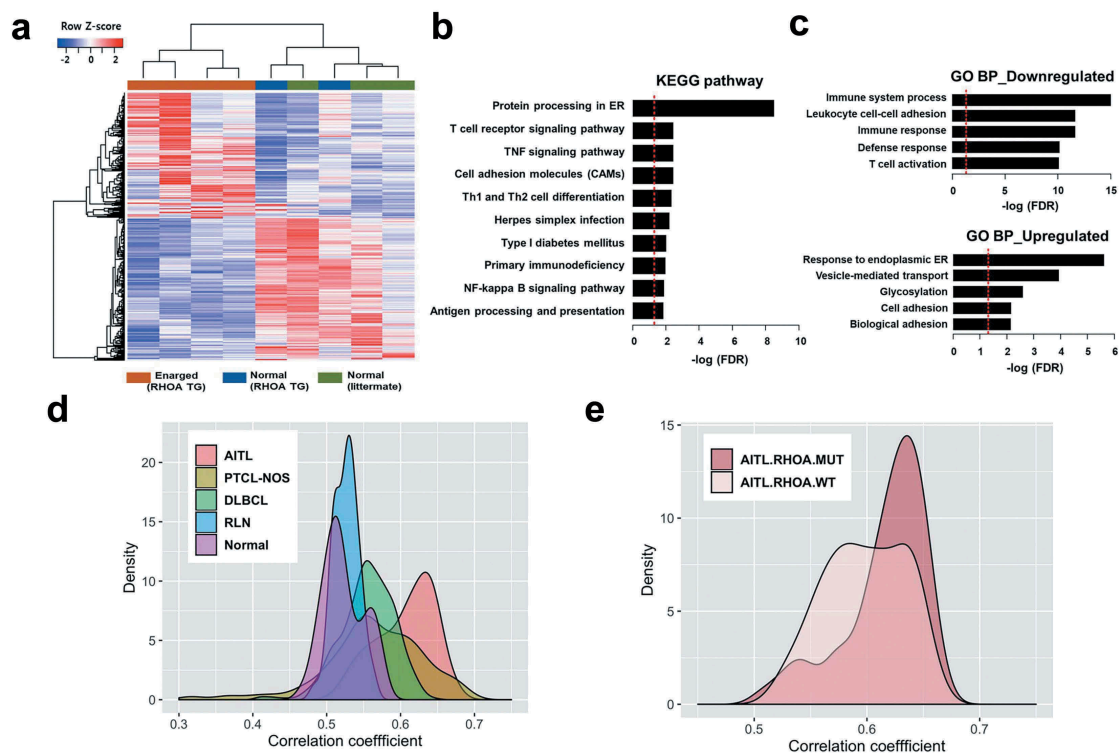 a
Row Z-score
-2 0 2
Enarged
(RHOA TG)
Normal
(RHOA TG)
Normal
(littermate)
b
KEGG pathway
Protein processing in ER
T cell receptor signaling pathway
TNF signaling pathway
Cell adhesion molecules (CAMs)
Th1 and Th2 cell differentiation
Herpes simplex infection
Type I diabetes mellitus
Primary immunodeficiency
NF-kappa B signaling pathway
Antigen processing and presentation
0 2 4 6 8 10
-log (FDR)
c
GO BP_Downregulated
Immune system process
Leukocyte cell-cell adhesion
Immune response
Defense response
T cell activation
0 5 10 15
-log (FDR)
GO BP_Upregulated
Response to endoplasmic ER
Vesicle-mediated transport
Glycosylation
Cell adhesion
Biological adhesion
0 1 2 3 4 5 6
-log (FDR)
d
AITL
PTCL-NOS
DLBCL
RLN
Normal
Density
20
15
10
5
0
0.3 0.4 0.5 0.6 0.7
Correlation coeffficient
e
AITL.RHOA.MUT
AITL.RHOA.WT
Density
15
10
5
0
0.5 0.6 0.7
Correlation coefficient